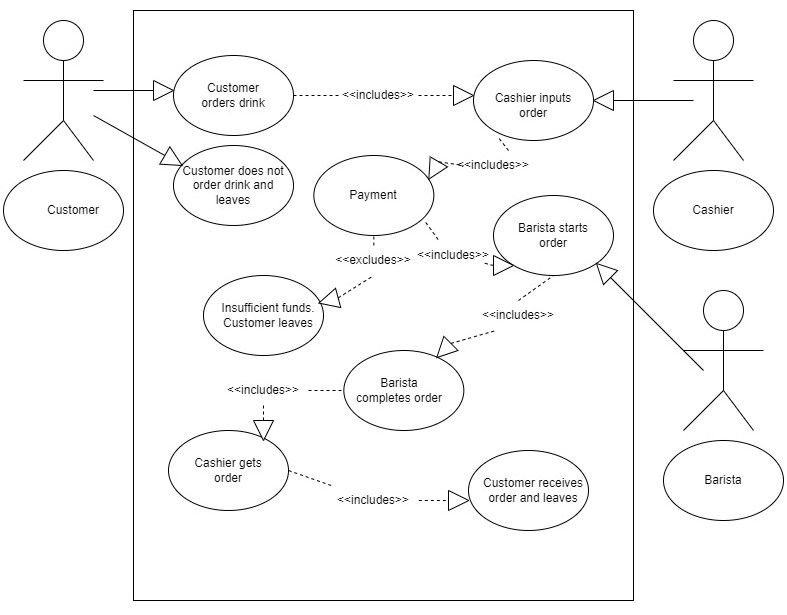 Customer
orders drink
<<includes>>
Cashier inputs
order
Customer does not
order drink and
leaves
<<includes>>
Payment
Customer
Cashier
Barista starts
order
<<excludes>>
<<includes>>
Insufficient funds.
Customer leaves
<<includes>>
Barista
completes order
<<includes>>
Cashier gets
order
<<includes>>
Customer receives
order and leaves
Barista